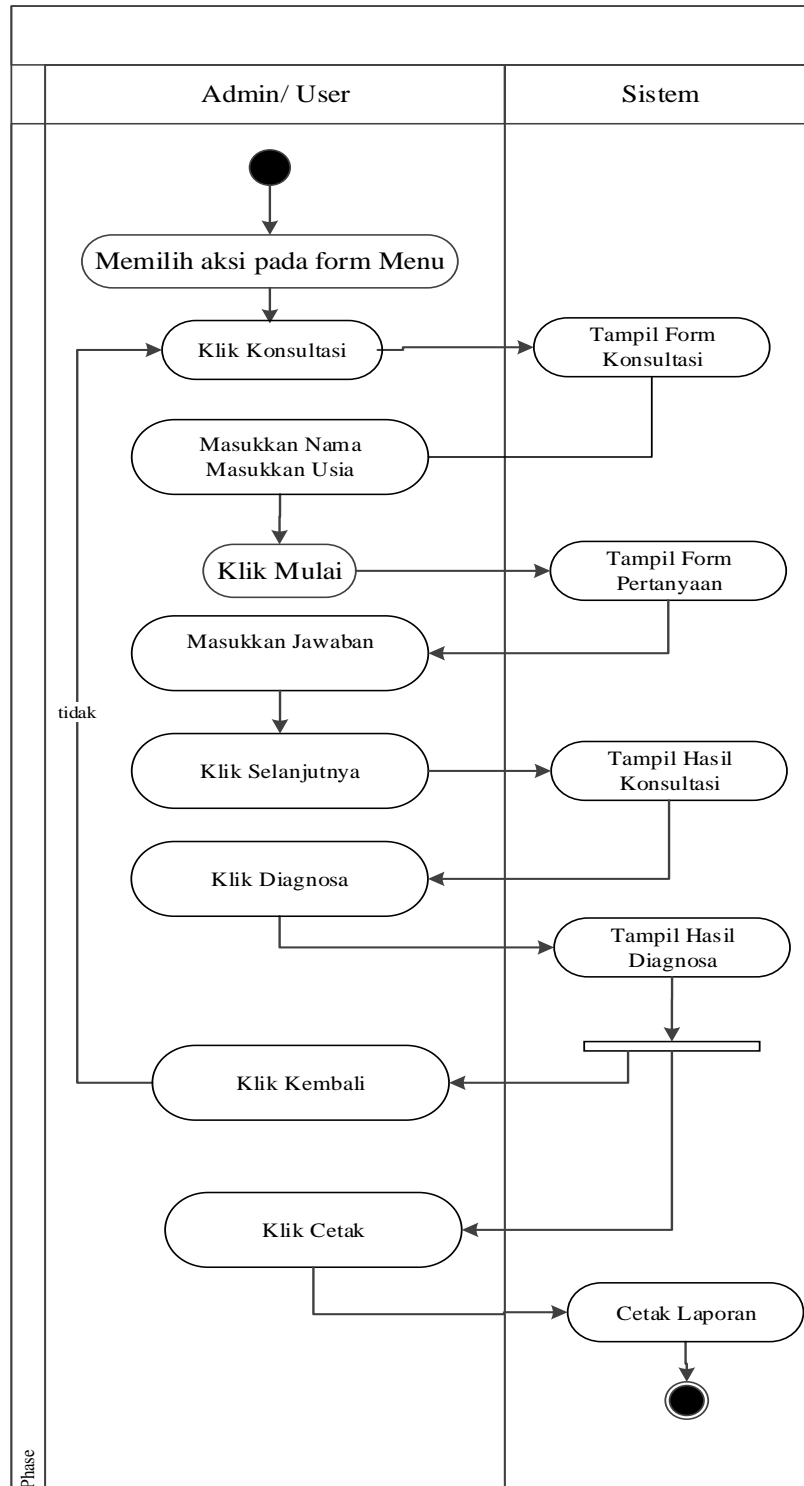 Admin/ User
Sistem
Memilih aksi pada form Menu
Klik Konsultasi
Tampil Form
Konsultasi
Masukkan Nama
Masukkan Usia
Klik Mulai
Tampil Form
Pertanyaan
Masukkan Jawaban
tidak
Klik Selanjutnya
Tampil Hasil
Konsultasi
Klik Diagnosa
Tampil Hasil
Diagnosa
Klik Kembali
Klik Cetak
Cetak Laporan
Phase